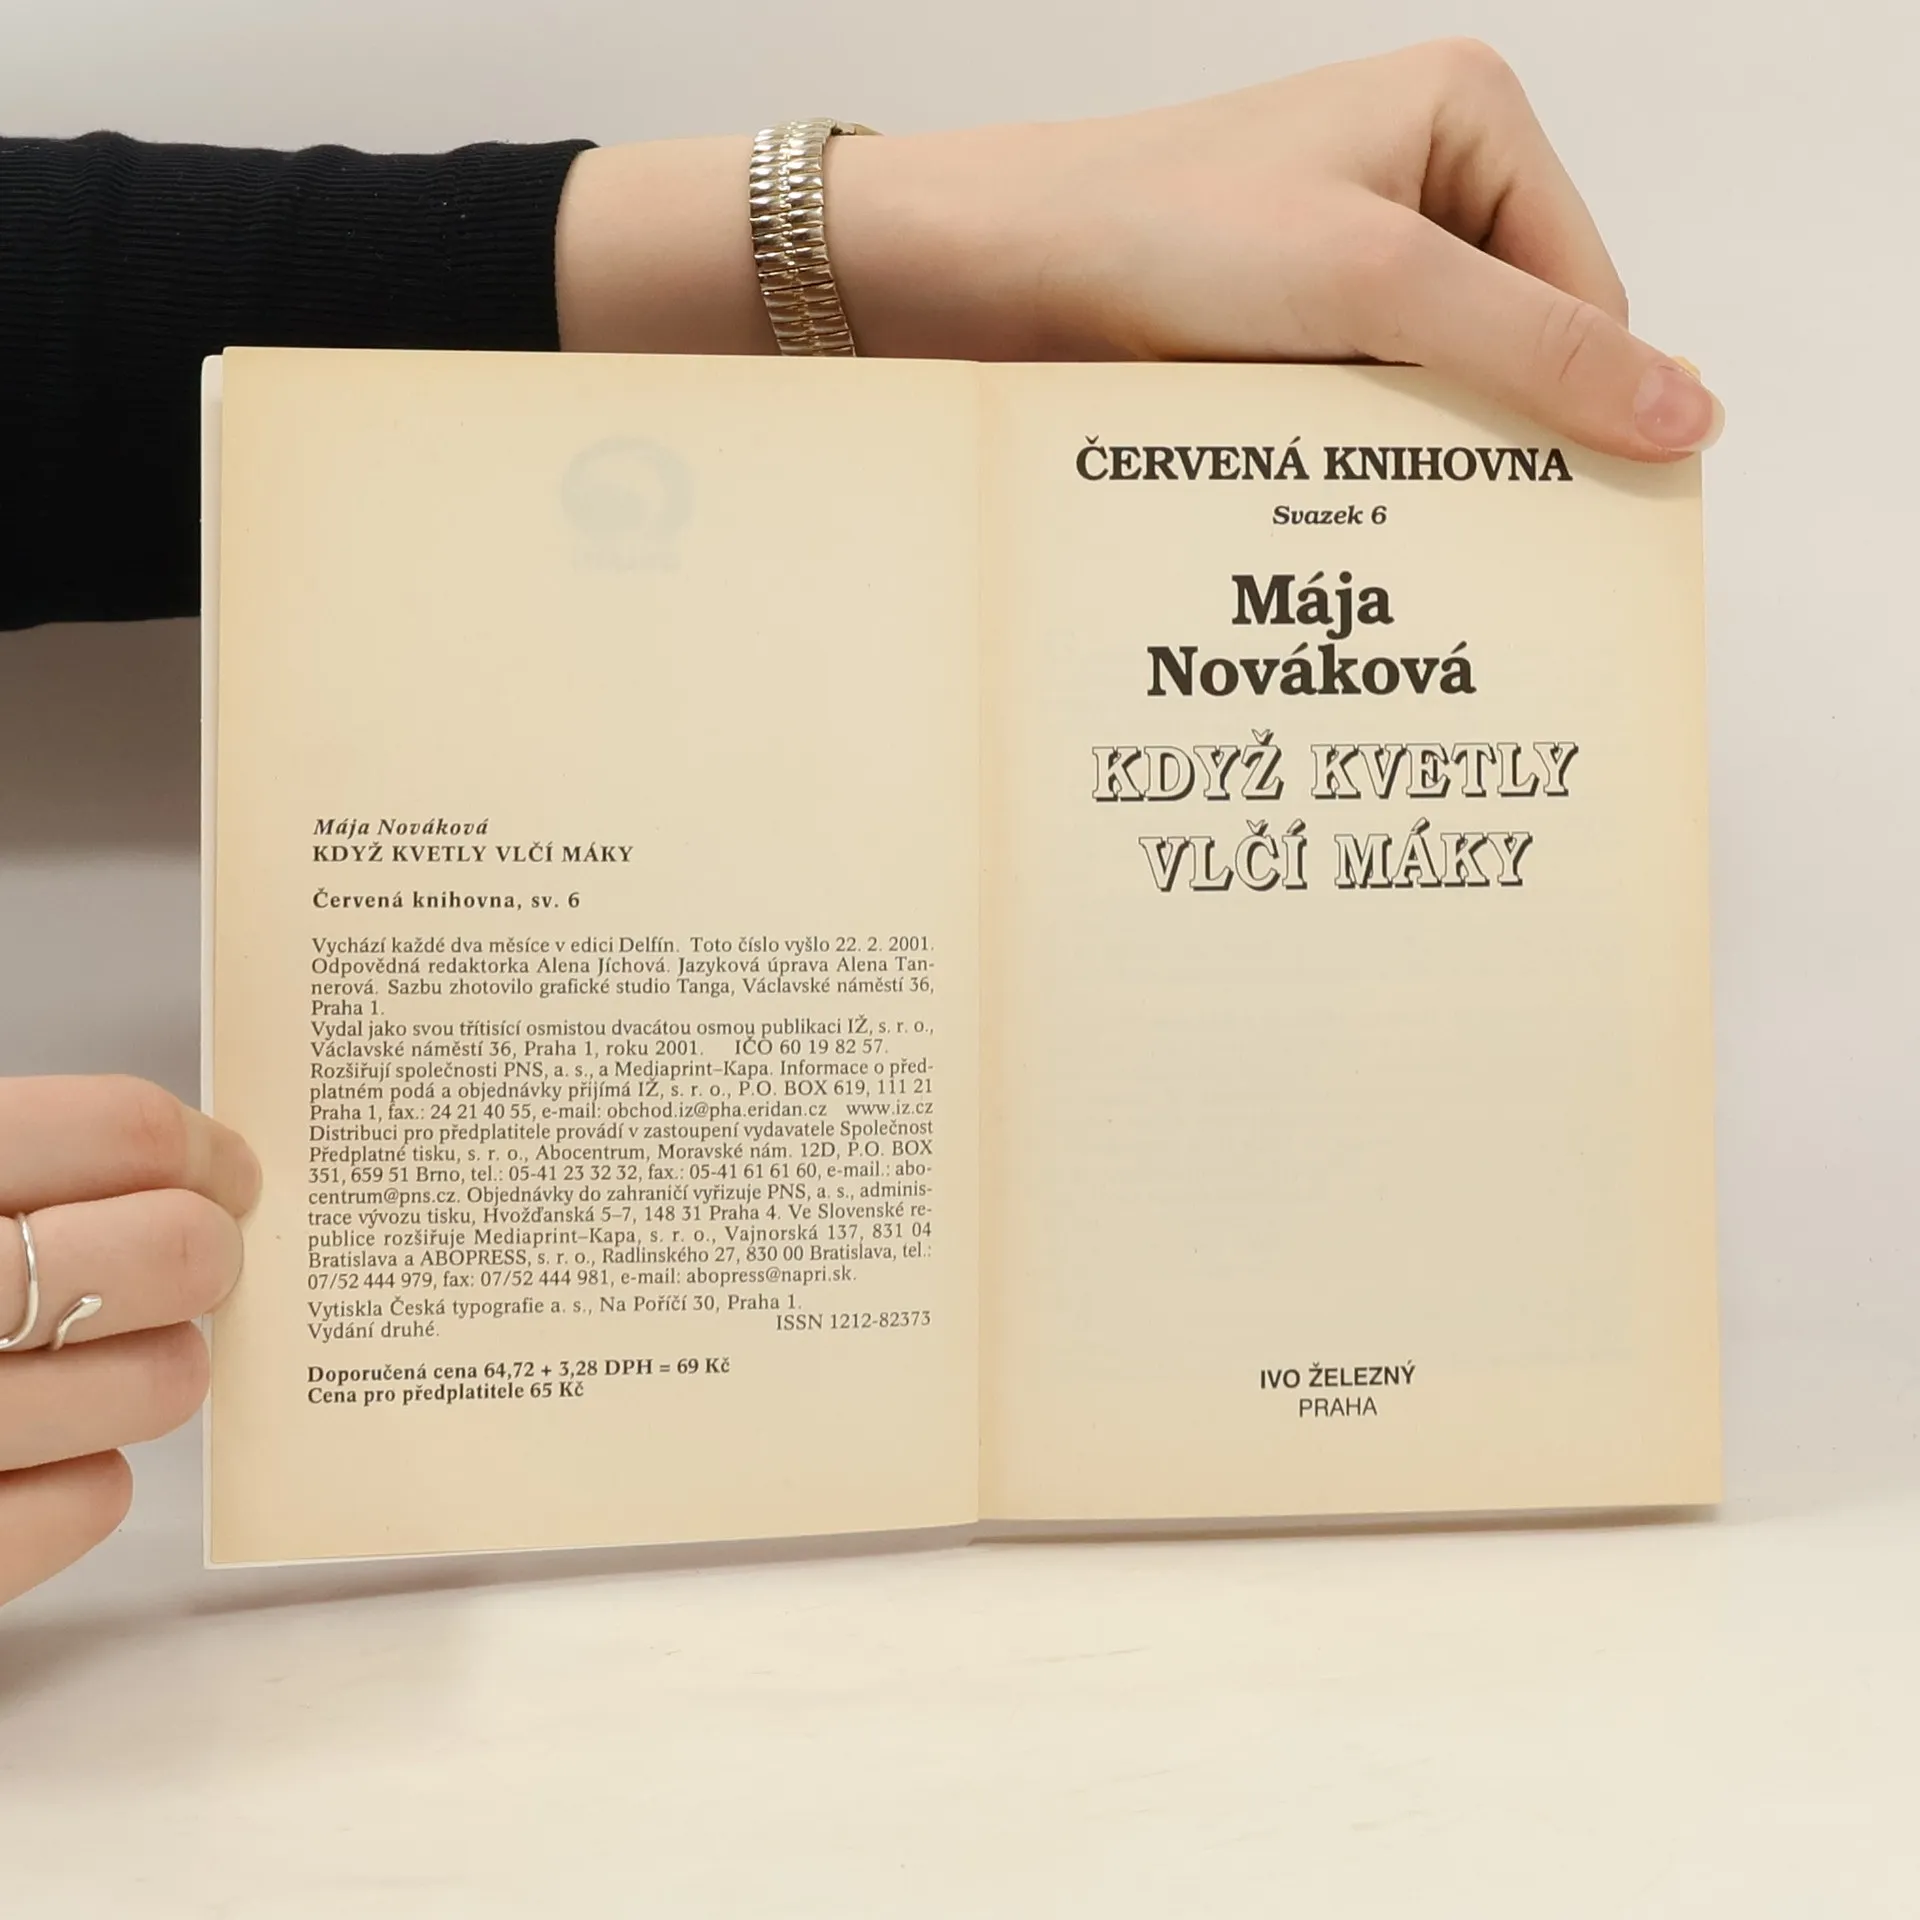 Mája Nováková
KDYŽ KVETLY VLČÍ MÁKY
Červená knihovna, sv. 6
Vychází každé dva měsíce v edici Delfín. Toto číslo vyšlo 22. 2. 2001.
Odpovědná redaktorka Alena Jíchová. Jazyková úprava Alena Tan-
nerová. Sazbu zhotovilo grafické studio Tanga, Václavské náměstí 36,
Praha 1.
Vydal jako svou třítisící osmistou dvacátou osmou publikaci IŽ, s. r. o.,
Václavské náměstí 36, Praha 1, roku 2001. IČO 60 19 82 57.
Rozšiřují společnosti PNS, a. s., a Mediaprint–Kapa. Informace o před-
platném podá a objednávky přijímá IŽ, s. r. o., P.O. BOX 619, 111 21
Praha 1, fax.: 24 21 40 55, e-mail: obchod.iz@pha.eridan.cz www.iz.cz
Distribuci pro předplatitele provádí v zastoupení vydavatele Společnost
Předplatné tisku, s. r. o., Abocentrum, Moravské nám. 12D, P.O. BOX
351, 659 51 Brno, tel.: 05-41 23 32 32, fax.: 05-41 61 61 60, e-mail.: abo-
centrum@pns.cz. Objednávky do zahraničí vyřizuje PNS, a. s., adminis-
trace vývozu tisku, Hvožďanská 5–7, 148 31 Praha 4. Ve Slovenské re-
publice rozšiřuje Mediaprint–Kapa, s. r. o., Vajnorská 137, 831 04
Bratislava a ABOPRESS, s. r. o., Radlinského 27, 830 00 Bratislava, tel.:
07/52 444 979, fax: 07/52 444 981, e-mail: abopress@napri.sk.
Vytiskla Česká typografie a. s., Na Poříčí 30, Praha 1.
Vydání druhé. ISSN 1212-82373
Doporučená cena 64,72 + 3,28 DPH = 69 Kč
Cena pro předplatitele 65 Kč
ČERVENÁ KNIHOVNA
Svazek 6
Mája
Nováková
KDYŽ KVETLY
VLČÍ MÁKY
IVO ŽELEZNÝ
PRAHA